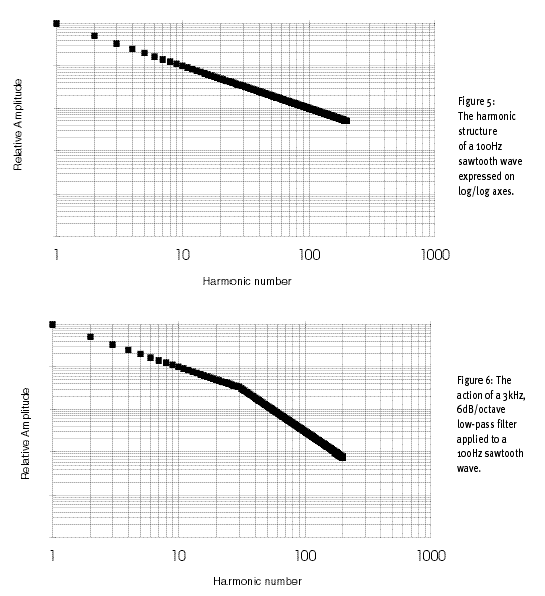 Relative Amplitude
1 10 100 1000
Harmonic number
Figure 5:
The harmonic
structure
of a 100Hz
sawtooth wave
expressed on
log/log axes.
Relative Amplitude
1 10 100 1000
Harmonic number
Figure 6: The
action of a 3kHz,
6dB/octave
low-pass filter
applied to a
100Hz sawtooth
wave.